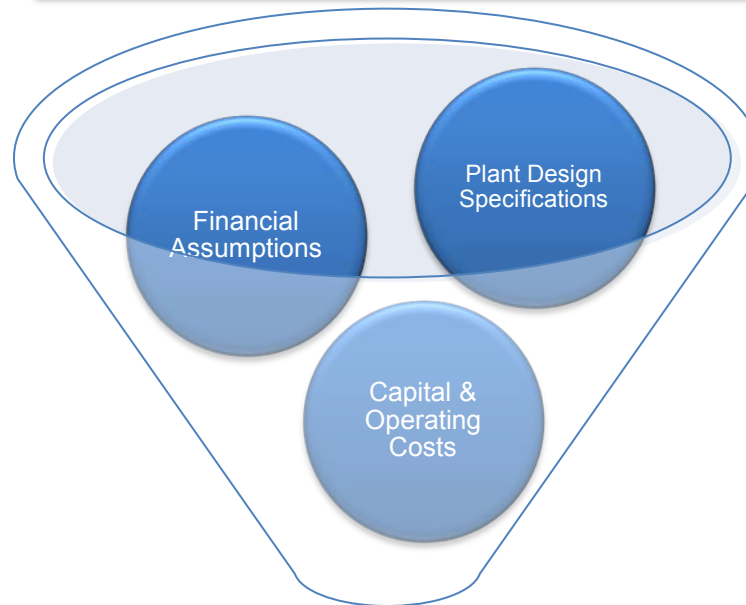 Financial
Assumptions
Plant Design
Specifications
Capital &
Operating
Costs